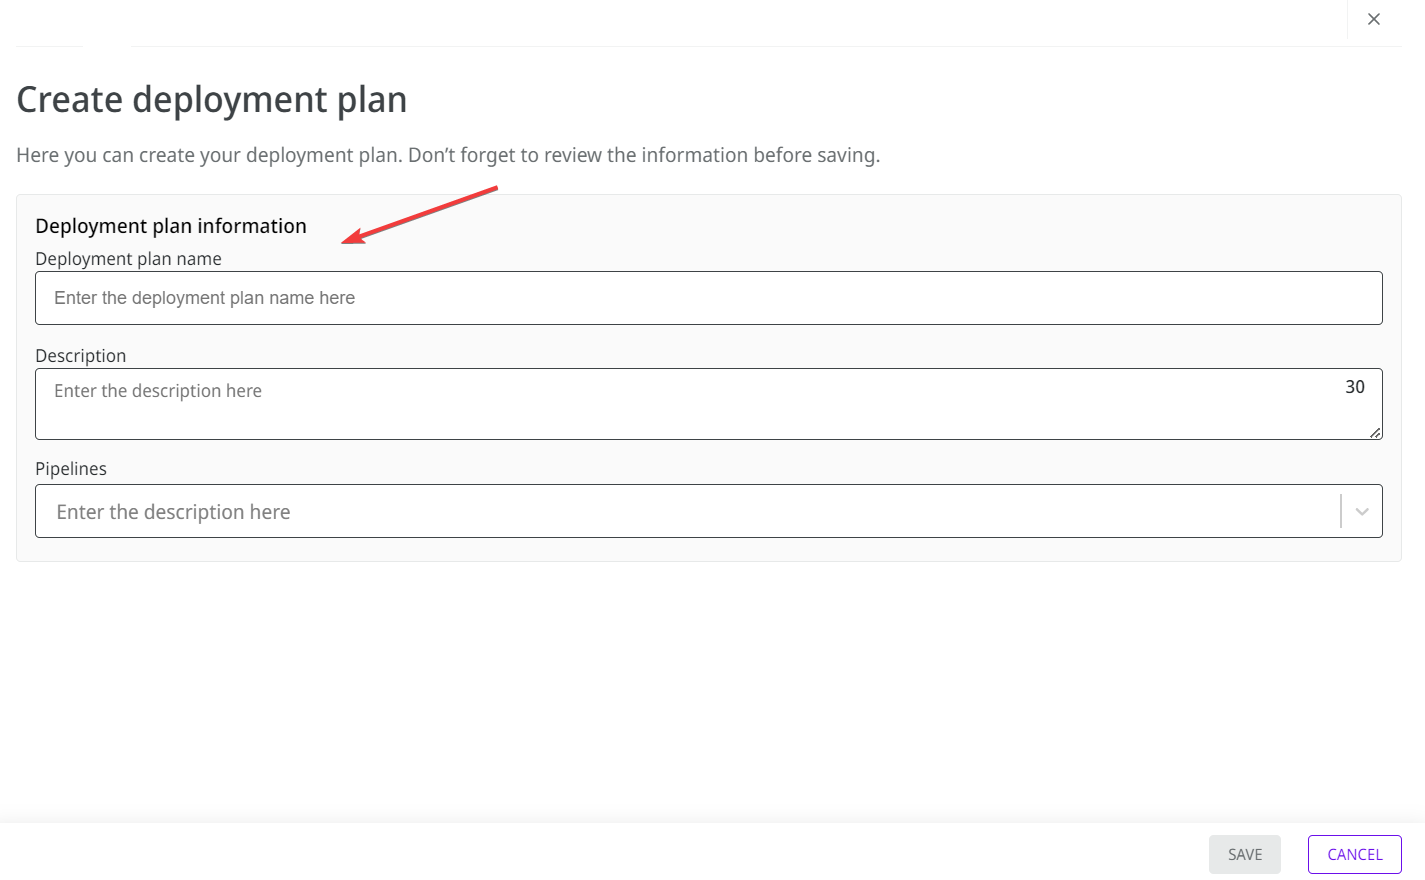 Create deployment plan
Here you can create your deployment plan. Don’t forget to review the information before saving.
Deployment plan information
Deployment plan name
Enter the deployment plan name here
Description
Enter the description here
30
Pipelines
Enter the description here
SAVE
CANCEL